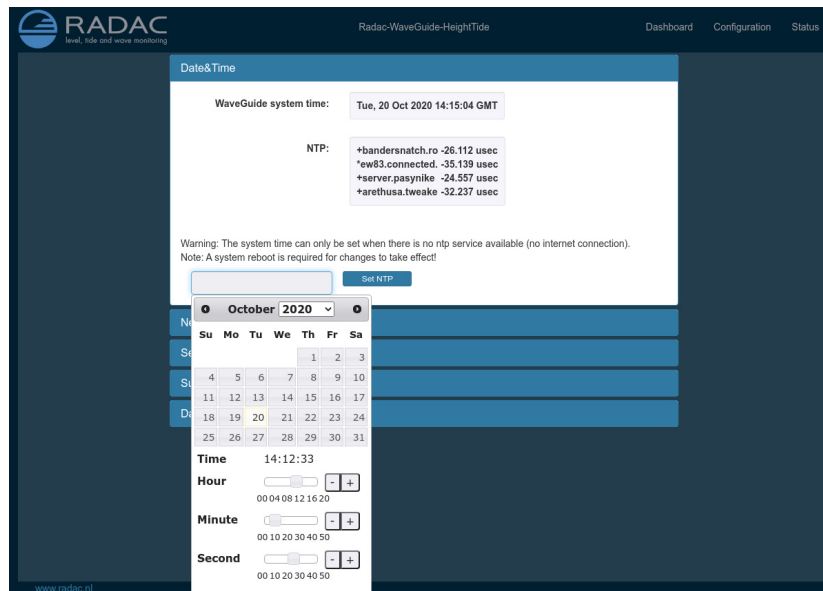 RADAC
level, tide and wave monitoring
Radac-WaveGuide-HeightTide
Dashboard Configuration Status
Date&Time
WaveGuide system time: Tue, 20 Oct 2020 14:15:04 GMT
NTP: +bandersnatch.ro -26.112 usec
*ew83.connected. -35.139 usec
+server.pasynike -24.557 usec
+arethusa.tweake -32.237 usec
Warning: The system time can only be set when there is no ntp service available (no internet connection).
Note: A system reboot is required for changes to take effect!
Set NTP
October 2020
Su Mo Tu We Th Fr Sa
1 2 3
4 5 6 7 8 9 10
11 12 13 14 15 16 17
18 19 20 21 22 23 24
25 26 27 28 29 30 31
Time 14:12:33
Hour - +
00 04 08 12 16 20
Minute - +
00 10 20 30 40 50
Second - +
00 10 20 30 40 50
www.radac.nl